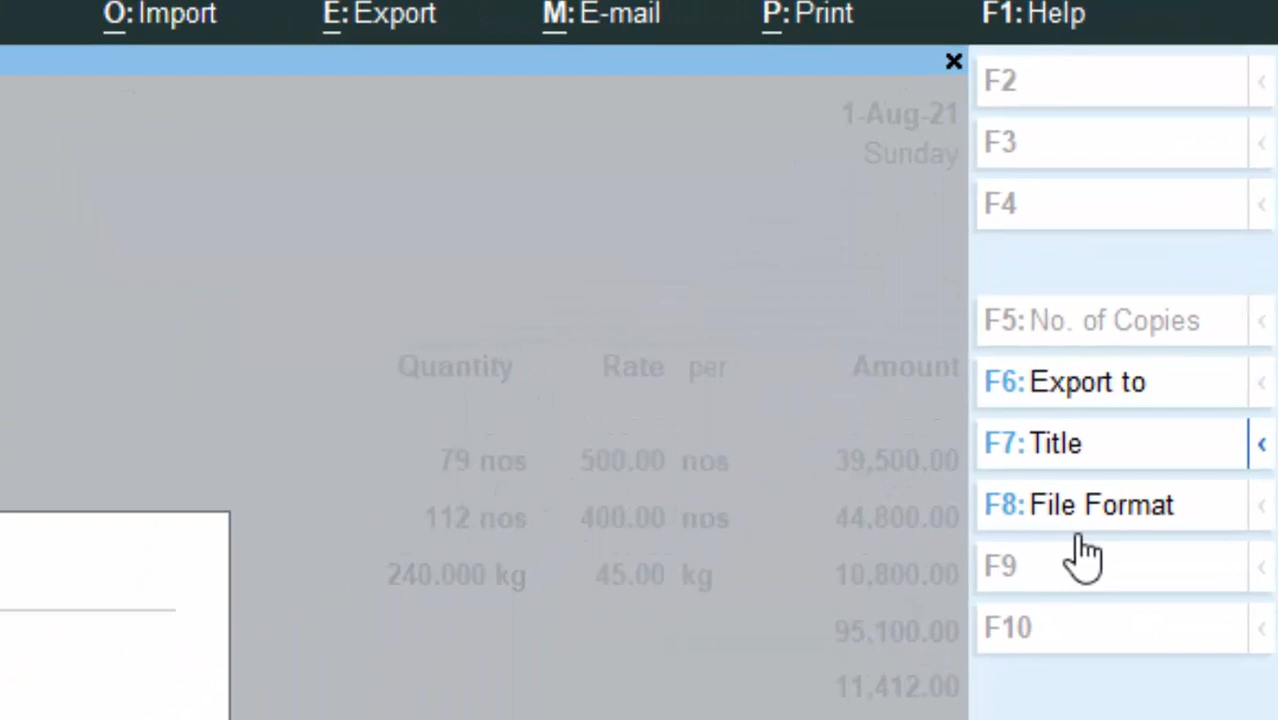 O: Import E: Export M: E-mail P: Print F1: Help
1-Aug-21
Sunday
Quantity Rate per Amount
79 nos 500.00 nos 39,500.00
112 nos 400.00 nos 44,800.00
240.000 kg 45.00 kg 10,800.00
95,100.00
11,412.00
F2
F3
F4
F5: No. of Copies
F6: Export to
F7: Title
F8: File Format
F9
F10